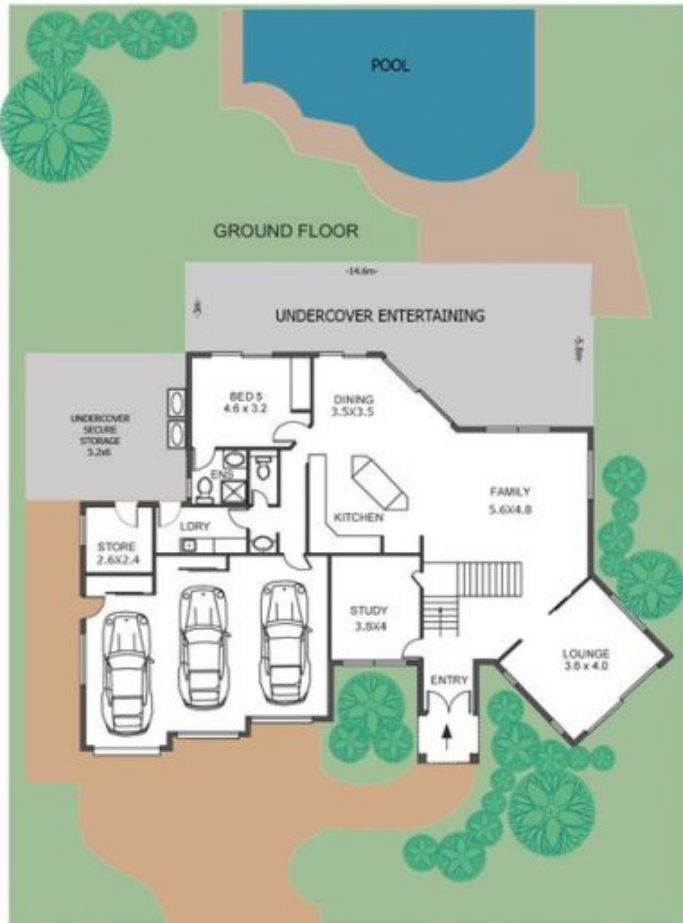 POOL
GROUND FLOOR
-14.6m-
-3m-
UNDERCOVER ENTERTAINING
-5.8m-
BED 5
4.6 x 3.2
DINING
3.5X3.5
UNDERCOVER
SECURE
STORAGE
5.2x6
ENS
FAMILY
5.6X4.8
KITCHEN
LDRY
STORE
2.6X2.4
STUDY
3.8X4
LOUNGE
3.6 x 4.0
ENTRY